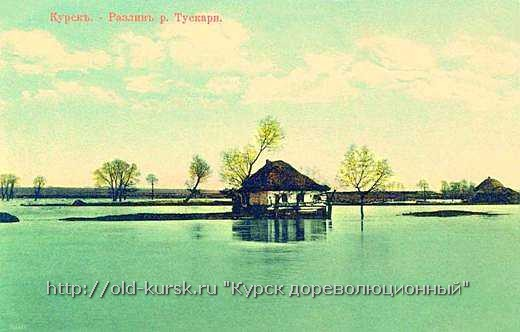 Курскъ. - Разливъ р. Тускари.
http://old-kursk.ru "Курск дореволюционный"